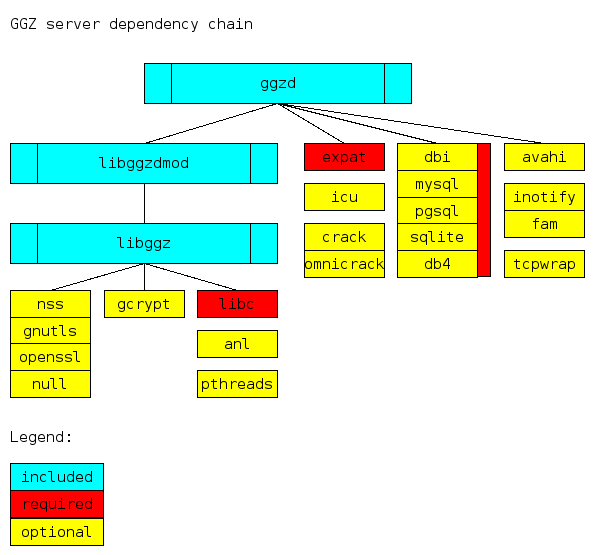 GGZ server dependency chain
ggzd
libggzdmod
expat
dbi
avahi
mysql
icu
pgsql
inotify
libggz
crack
sqlite
fam
omnicrack
db4
tcpwrap
nss
gcrypt
libc
gnutls
anl
openssl
null
pthreads
Legend:
included
required
optional